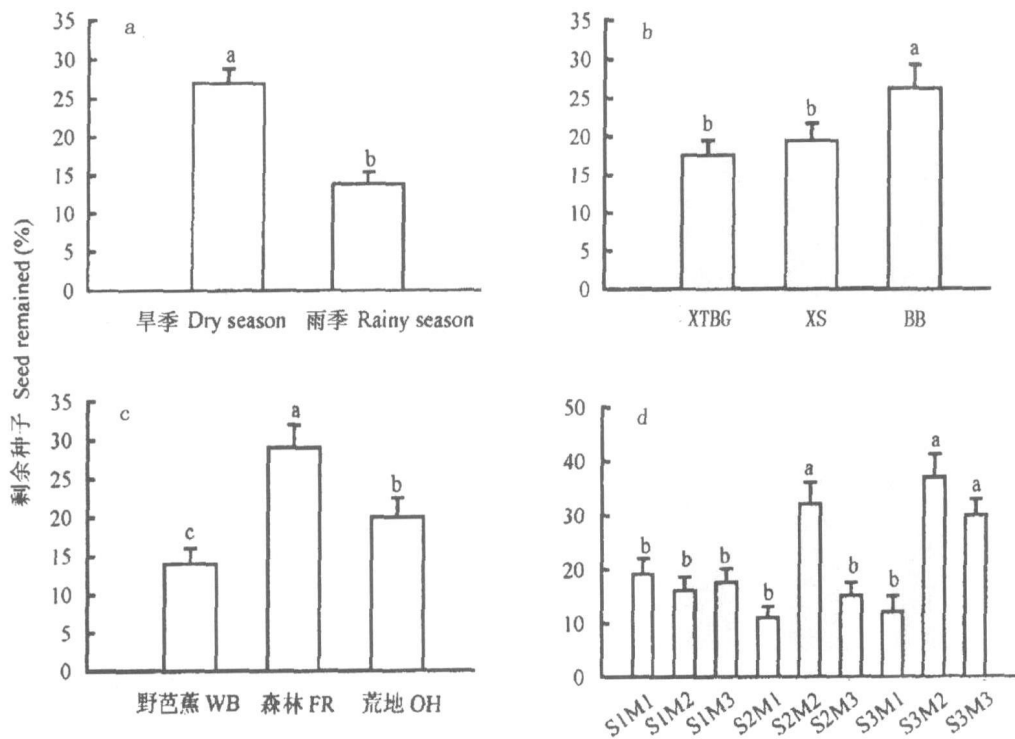 剩余种子 Seed remained (%)
a
35
30
25
20
15
10
5
0
a
b
旱季 Dry season 雨季 Rainy season
b
35
30
25
20
15
10
5
0
b
b
a
XTBG XS BB
c
35
30
25
20
15
10
5
0
c
a
b
野芭蕉 WB 森林 FR 荒地 OH
d
50
40
30
20
10
0
b
b
b
b
a
b
b
a
a
S1M1 S1M2 S1M3 S2M1 S2M2 S2M3 S3M1 S3M2 S3M3